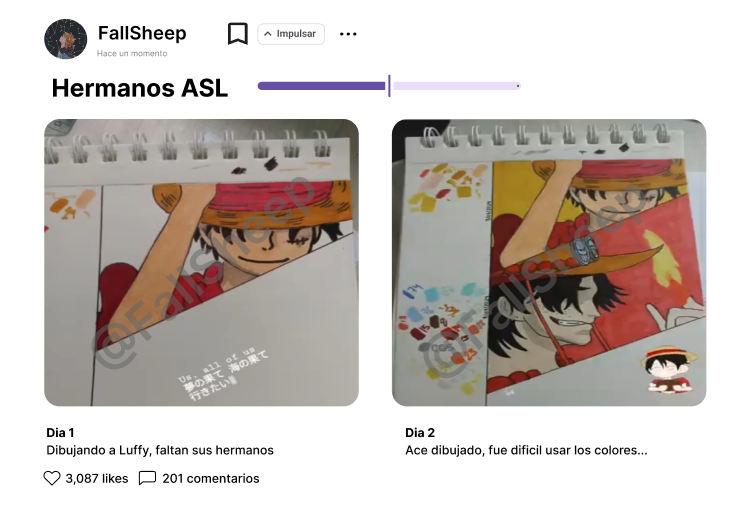 FallSheep
Hace un momento
Impulsar
Hermanos ASL
@FallSheep
Us, all of us
夢の果て 海の果て
行きたい
@FallSheep
Dia 1
Dibujando a Luffy, faltan sus hermanos
Dia 2
Ace dibujado, fue dificil usar los colores...
3,087 likes
201 comentarios